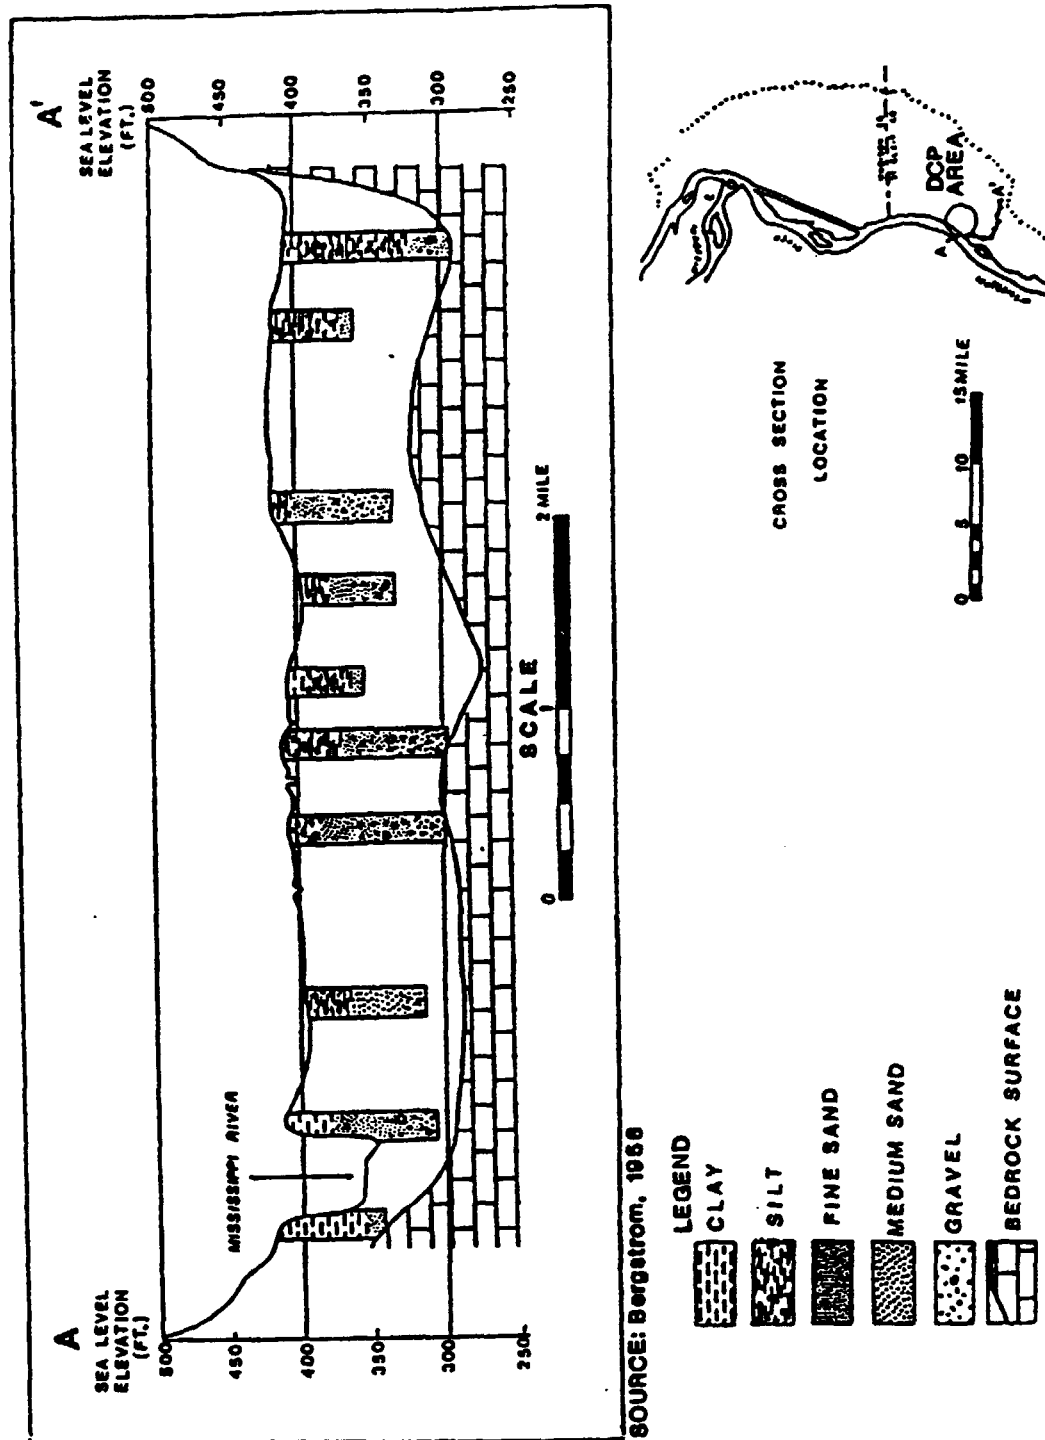 A
SEA LEVEL
ELEVATION
(FT.)
500
450
400
350
300
250
MISSISSIPPI RIVER
A'
SEA LEVEL
ELEVATION
(FT.)
500
450
400
350
300
250
0
1
2 MILE
SCALE
SOURCE: Bergstrom, 1956
LEGEND
CLAY
SILT
FINE SAND
MEDIUM SAND
GRAVEL
BEDROCK SURFACE
CROSS SECTION
LOCATION
0 5 10 15 MILE
DCP
AREA
A
A'